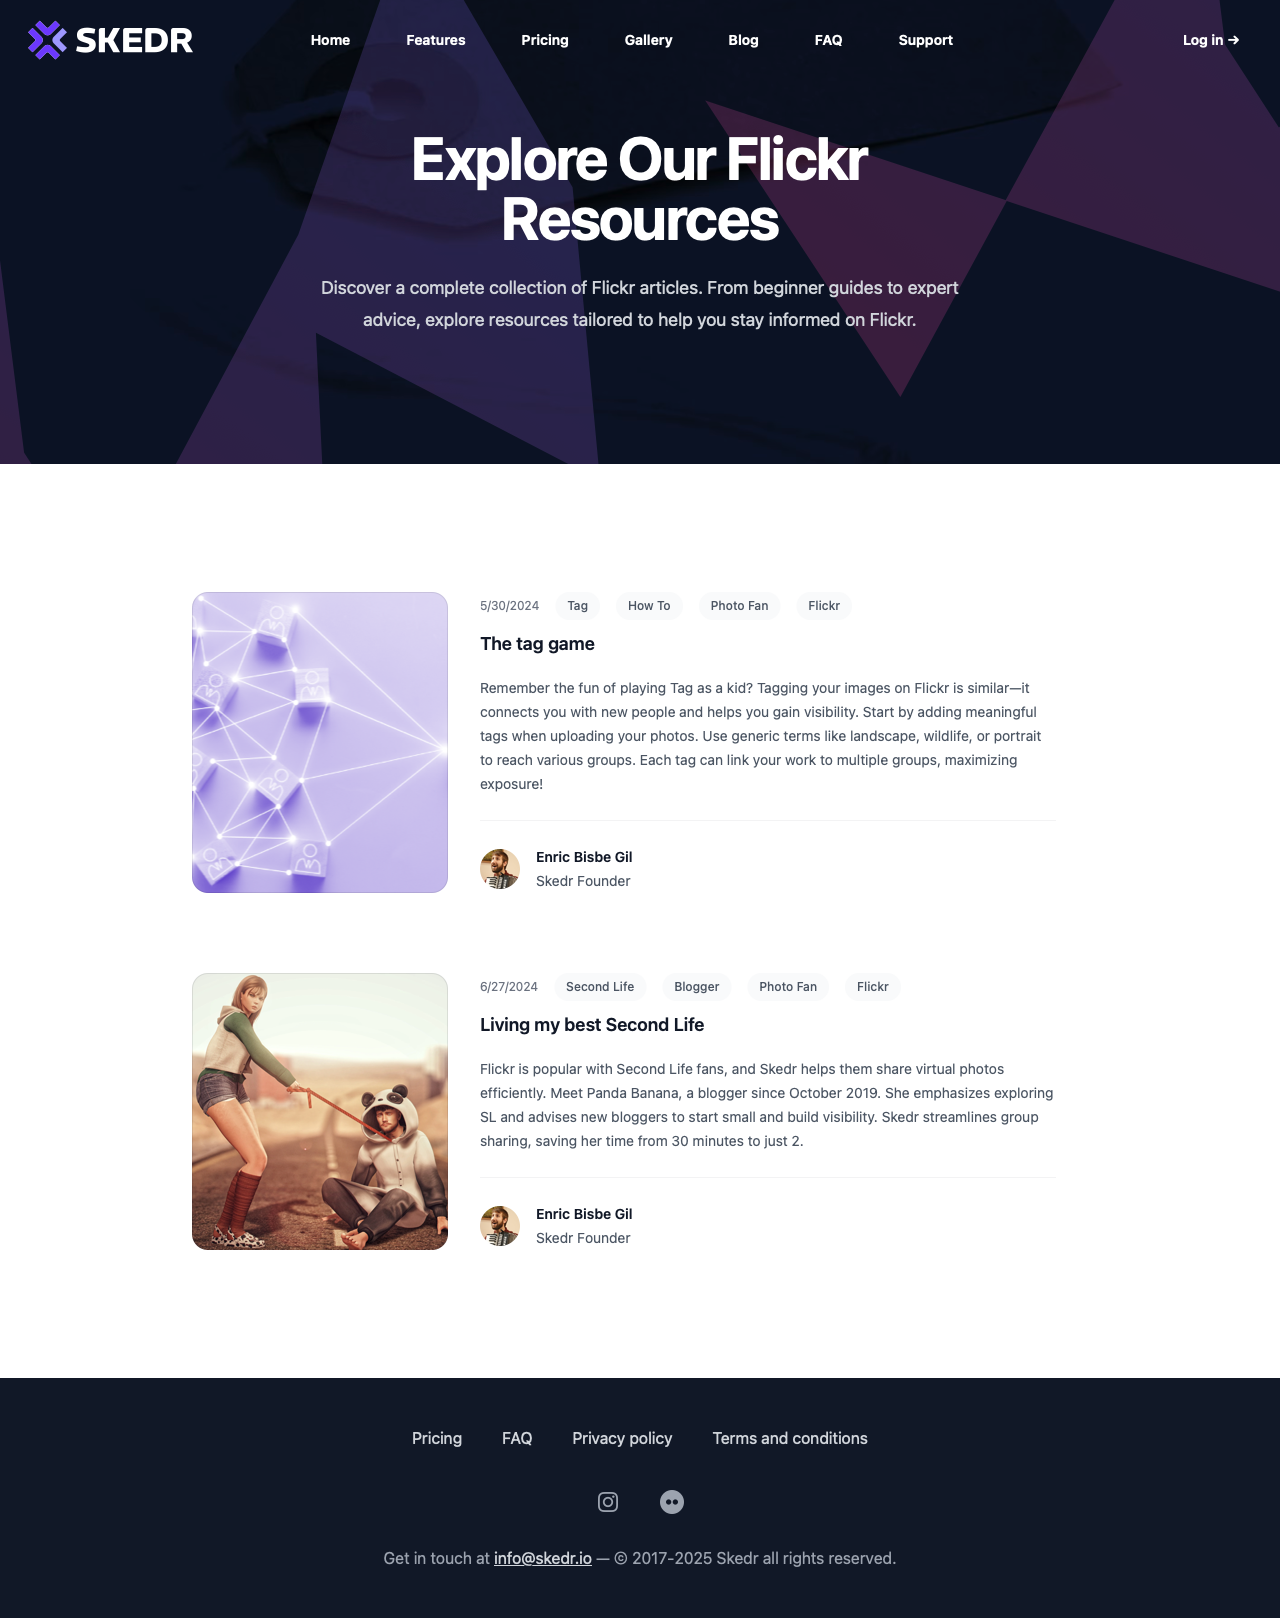 SKEDR
Home Features Pricing Gallery Blog FAQ Support Log in →
Explore Our Flickr
Resources
Discover a complete collection of Flickr articles. From beginner guides to expert
advice, explore resources tailored to help you stay informed on Flickr.
5/30/2024 Tag How To Photo Fan Flickr
The tag game
Remember the fun of playing Tag as a kid? Tagging your images on Flickr is similar—it
connects you with new people and helps you gain visibility. Start by adding meaningful
tags when uploading your photos. Use generic terms like landscape, wildlife, or portrait
to reach various groups. Each tag can link your work to multiple groups, maximizing
exposure!
Enric Bisbe Gil
Skedr Founder
6/27/2024 Second Life Blogger Photo Fan Flickr
Living my best Second Life
Flickr is popular with Second Life fans, and Skedr helps them share virtual photos
efficiently. Meet Panda Banana, a blogger since October 2019. She emphasizes exploring
SL and advises new bloggers to start small and build visibility. Skedr streamlines group
sharing, saving her time from 30 minutes to just 2.
Enric Bisbe Gil
Skedr Founder
Pricing FAQ Privacy policy Terms and conditions
Get in touch at info@skedr.io — © 2017-2025 Skedr all rights reserved.